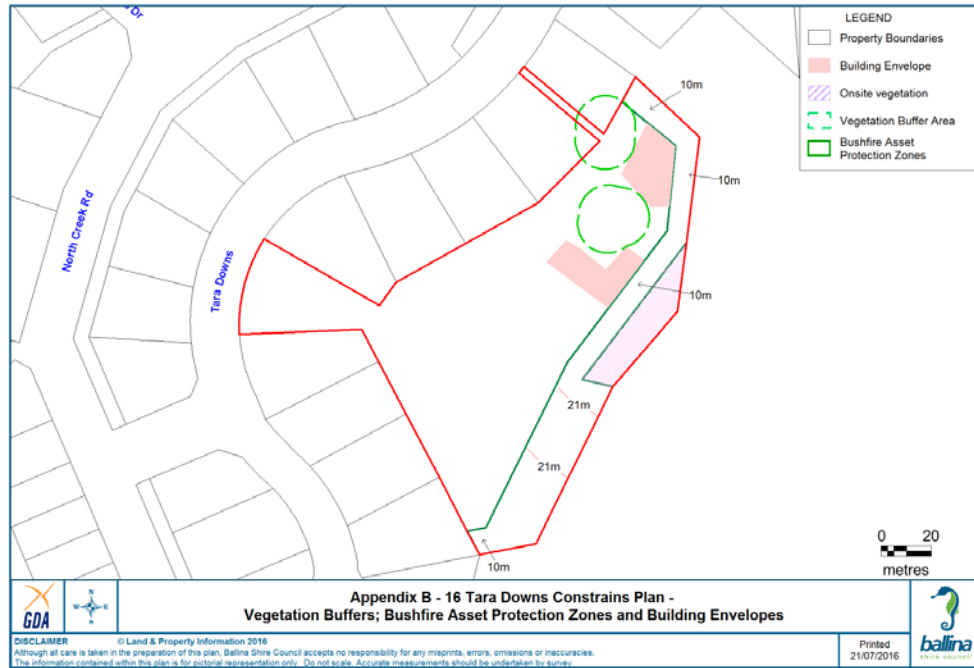 Dr
LEGEND
Property Boundaries
Building Envelope
Onsite vegetation
Vegetation Buffer Area
Bushfire Asset
Protection Zones
10m
10m
North Creek Rd
Tara Downs
10m
21m
21m
10m
0 20
metres
GDA
N
W E
S
Appendix B - 16 Tara Downs Constrains Plan -
Vegetation Buffers; Bushfire Asset Protection Zones and Building Envelopes
ballina
shire council
DISCLAIMER © Land & Property Information 2016
Although all care is taken in the preparation of this plan, Ballina Shire Council accepts no responsibility for any misprints, errors, omissions or inaccuracies.
The information contained within this plan is for pictorial representation only. Do not scale. Accurate measurements should be undertaken by survey.
Printed
21/07/2016